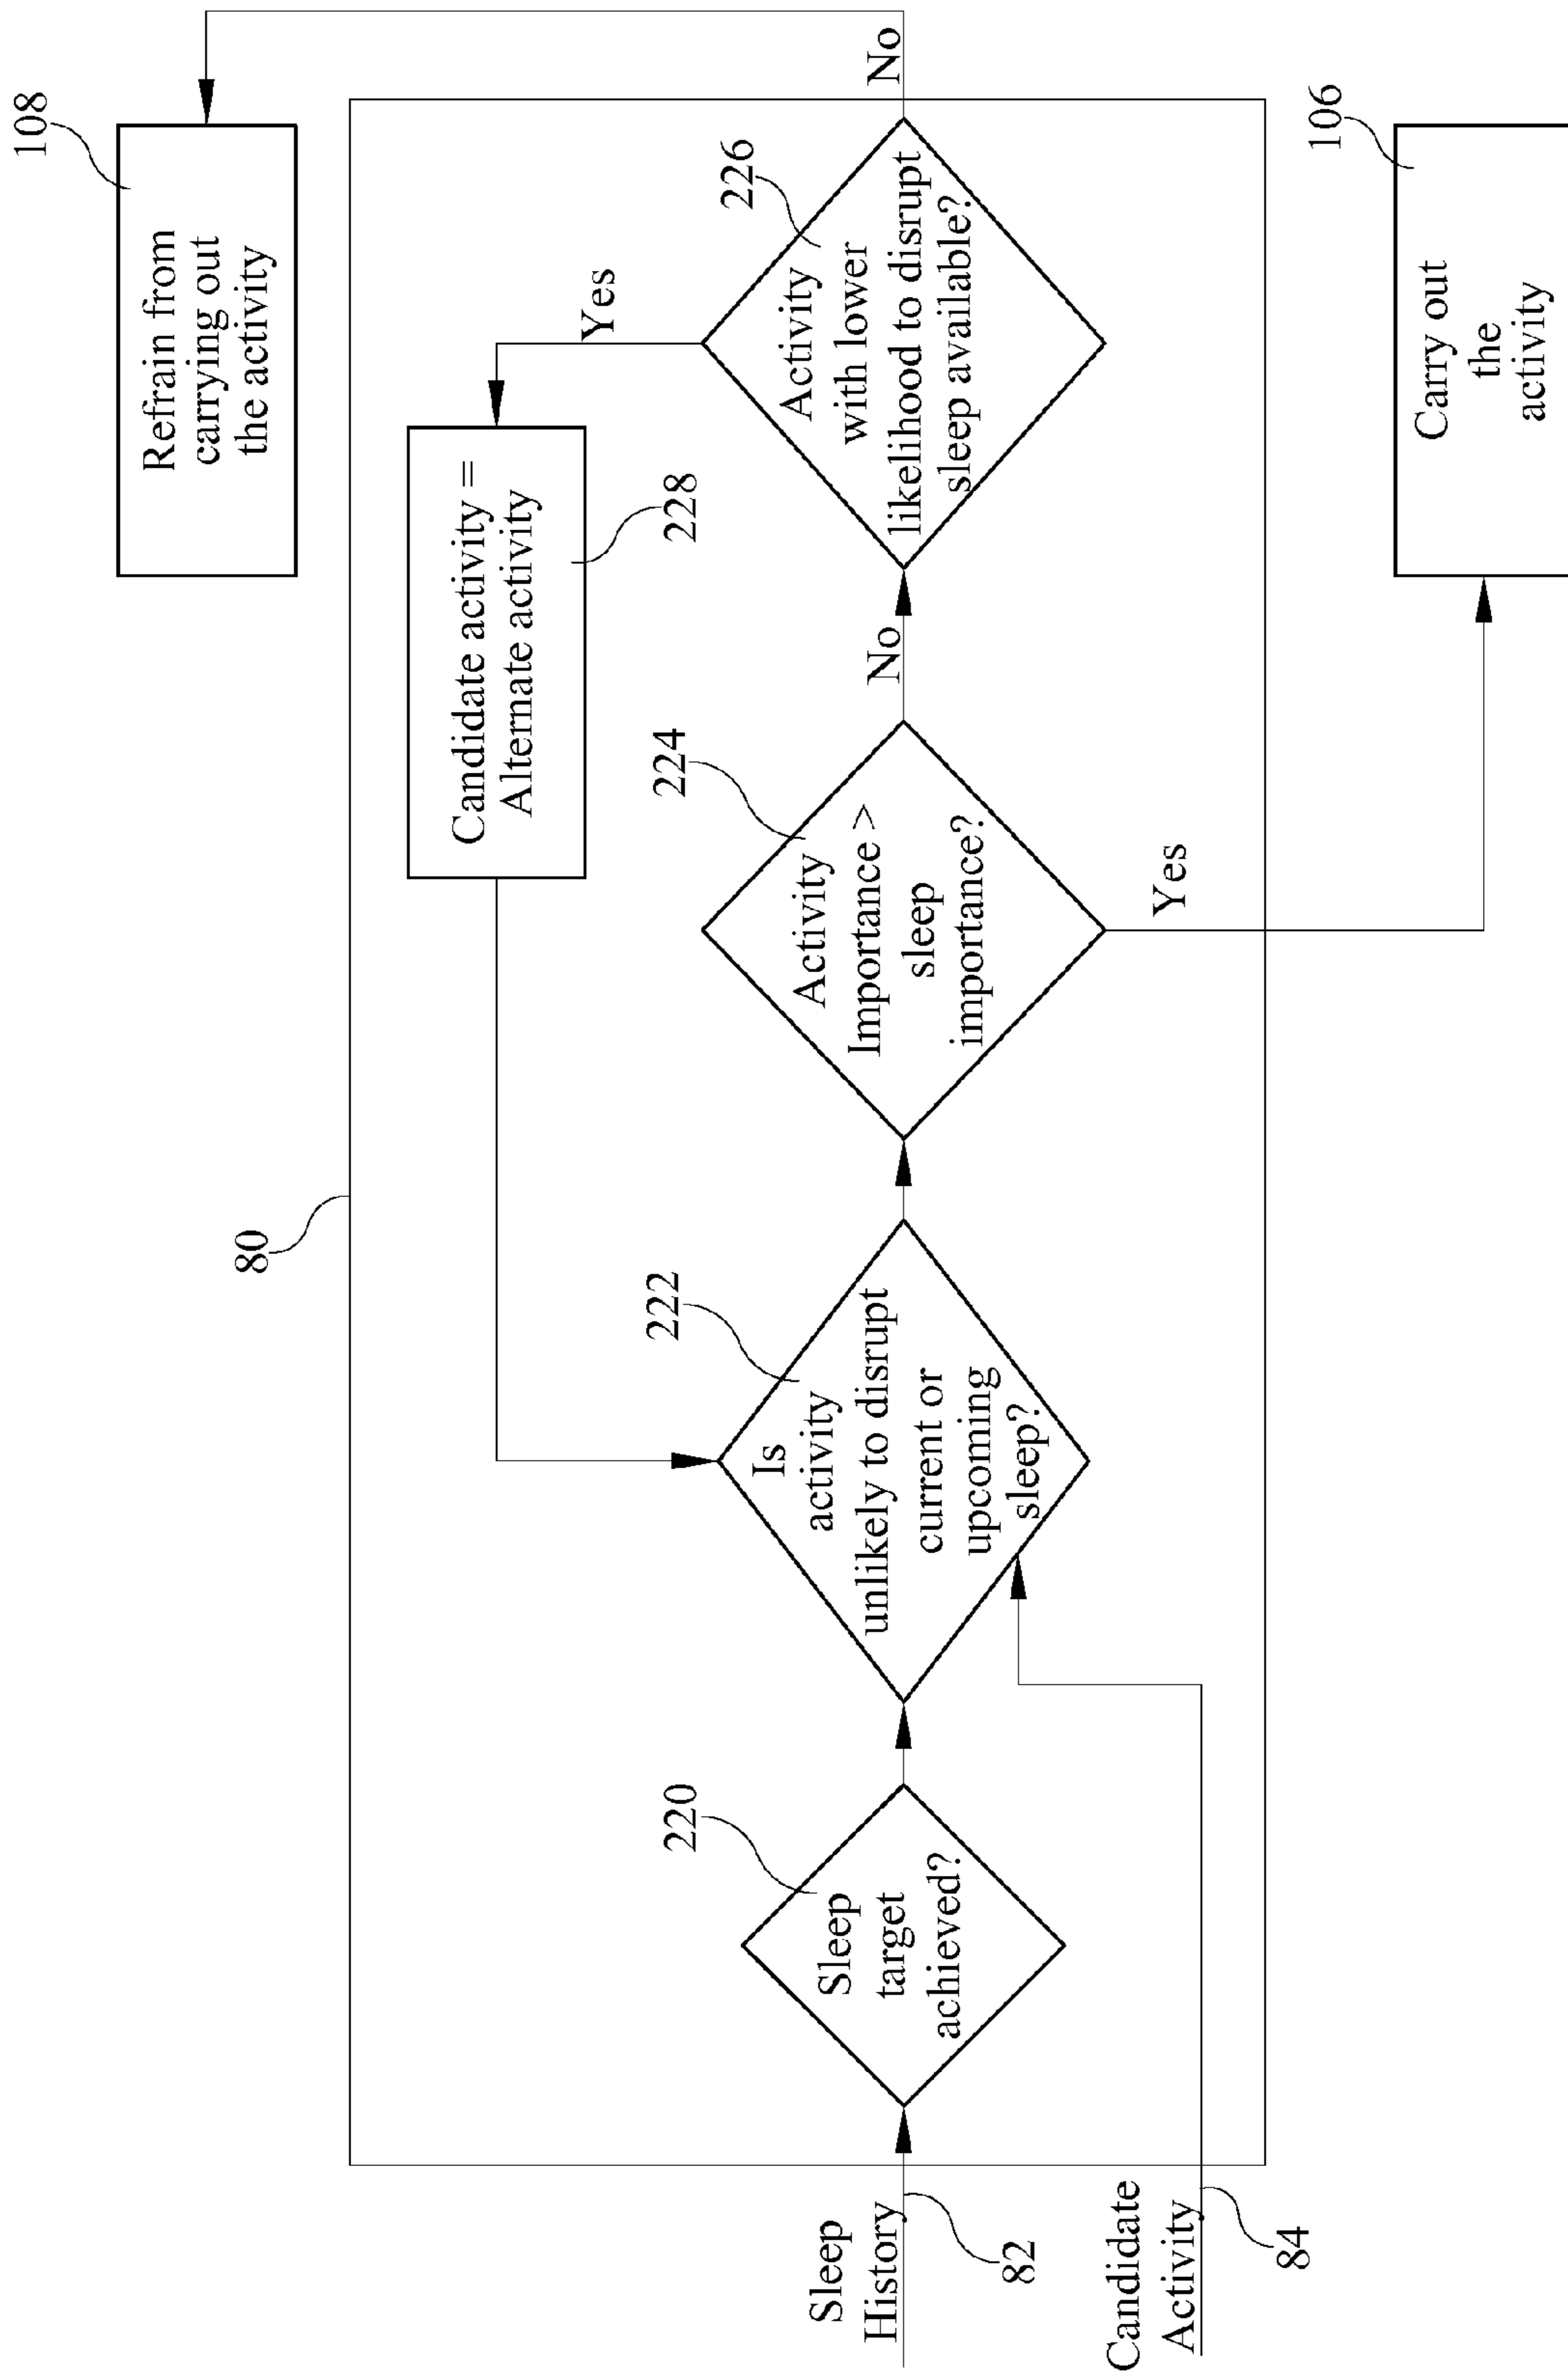 80
Sleep
History
82
Candidate
Activity
84
Sleep
target
achieved?
220
Is
activity
unlikely to disrupt
current or
upcoming
sleep?
222
Activity
Importance >
sleep
importance?
224
No
Yes
Activity
with lower
likelihood to disrupt
sleep available?
226
Yes
No
Candidate activity =
Alternate activity
228
Refrain from
carrying out
the activity
108
Carry out
the
activity
106